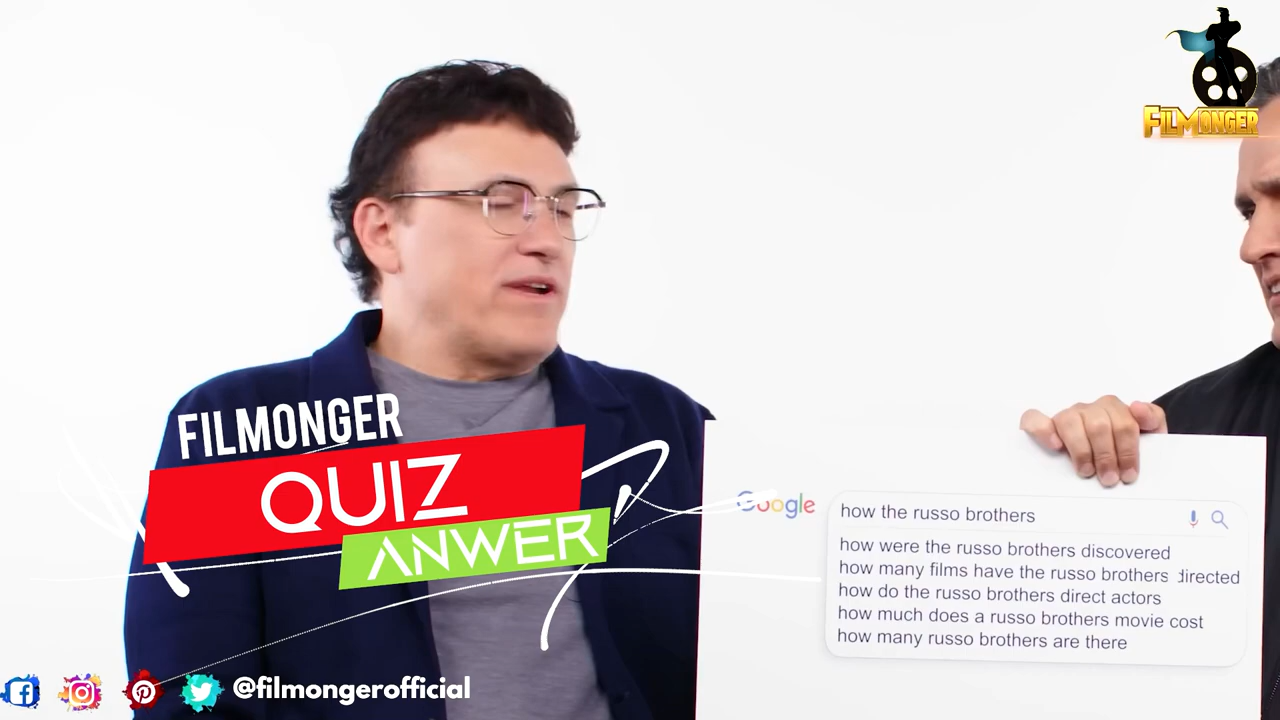 FILMONGER
FILMONGER
QUIZ
ANWER
Google
how the russo brothers
how were the russo brothers discovered
how many films have the russo brothers directed
how do the russo brothers direct actors
how much does a russo brothers movie cost
how many russo brothers are there
@filmongerofficial